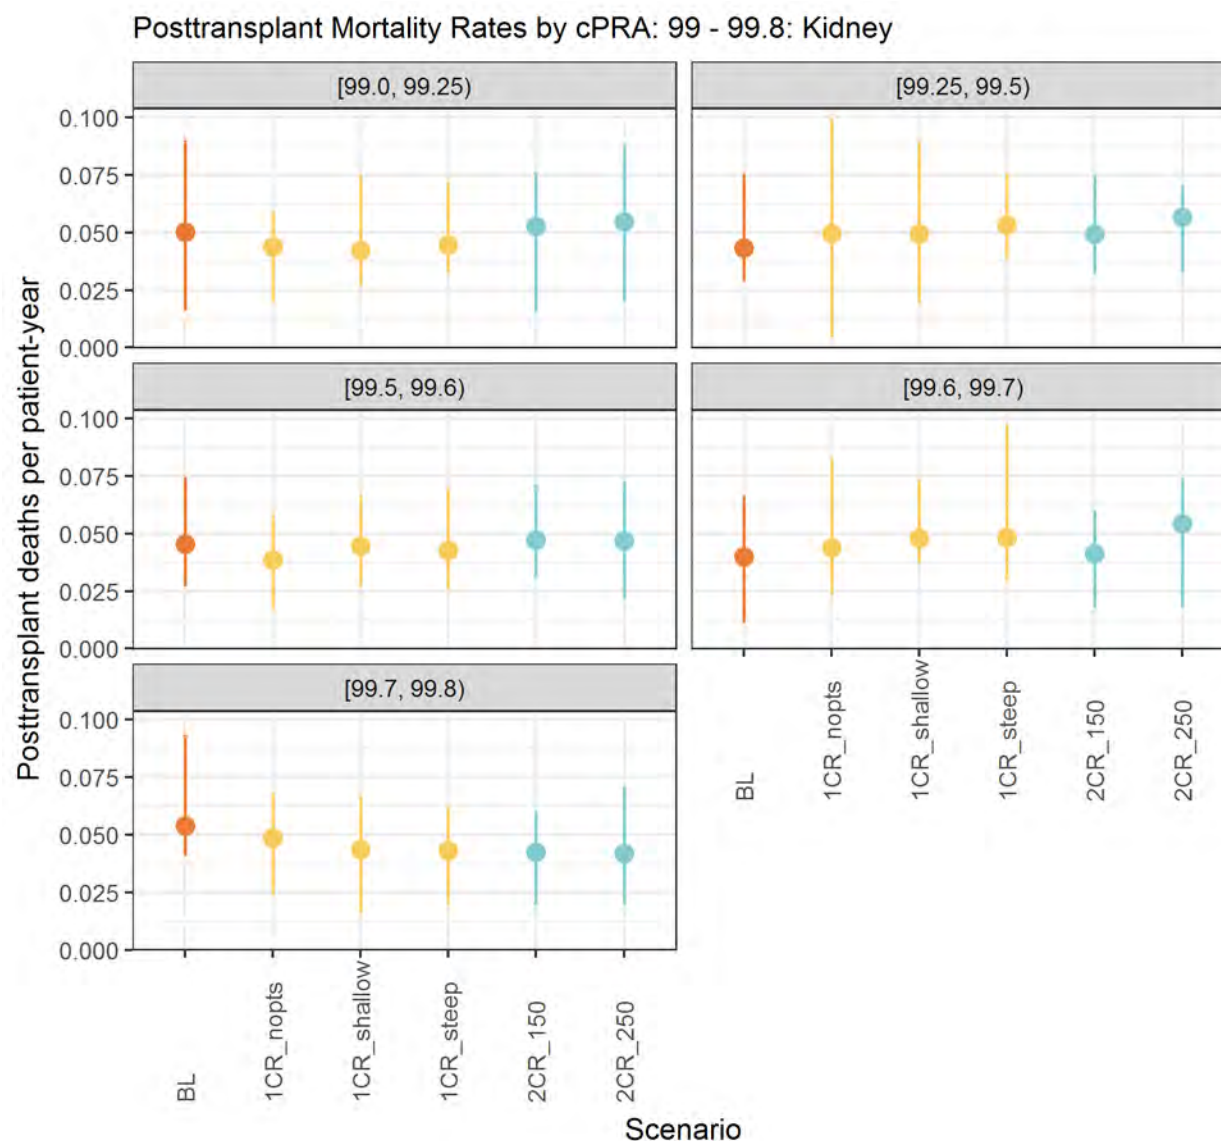 Posttransplant Mortality Rates by cPRA: 99 - 99.8: Kidney
Posttransplant deaths per patient-year
[99.0, 99.25)
[99.25, 99.5)
0.100
0.075
0.050
0.025
0.000
[99.5, 99.6)
[99.6, 99.7)
0.100
0.075
0.050
0.025
0.000
[99.7, 99.8)
0.100
0.075
0.050
0.025
0.000
BL
1CR_nopts
1CR_shallow
1CR_steep
2CR_150
2CR_250
BL
1CR_nopts
1CR_shallow
1CR_steep
2CR_150
2CR_250
Scenario